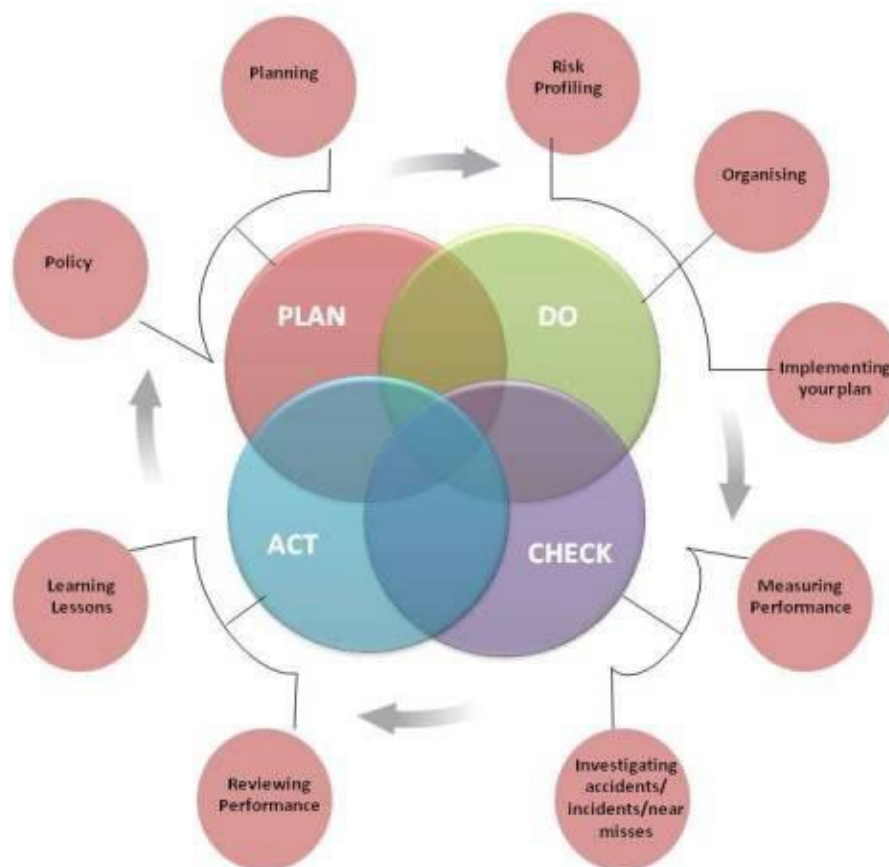 Planning
Risk
Profiling
Organising
Policy
PLAN
DO
Implementing
your plan
ACT
CHECK
Learning
Lessons
Measuring
Performance
Reviewing
Performance
Investigating
accidents/
incidents/near
misses